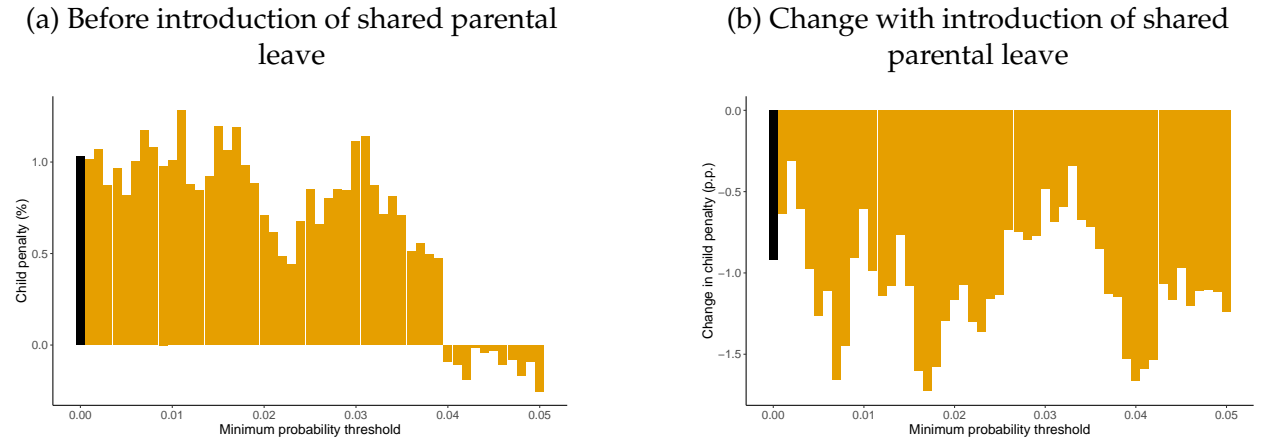 (a) Before introduction of shared parental
leave
Child penalty (%)
1.0
0.5
0.0
0.00 0.01 0.02 0.03 0.04 0.05
Minimum probability threshold
(b) Change with introduction of shared
parental leave
Change in child penalty (p.p.)
0.0
−0.5
−1.0
−1.5
0.00 0.01 0.02 0.03 0.04 0.05
Minimum probability threshold